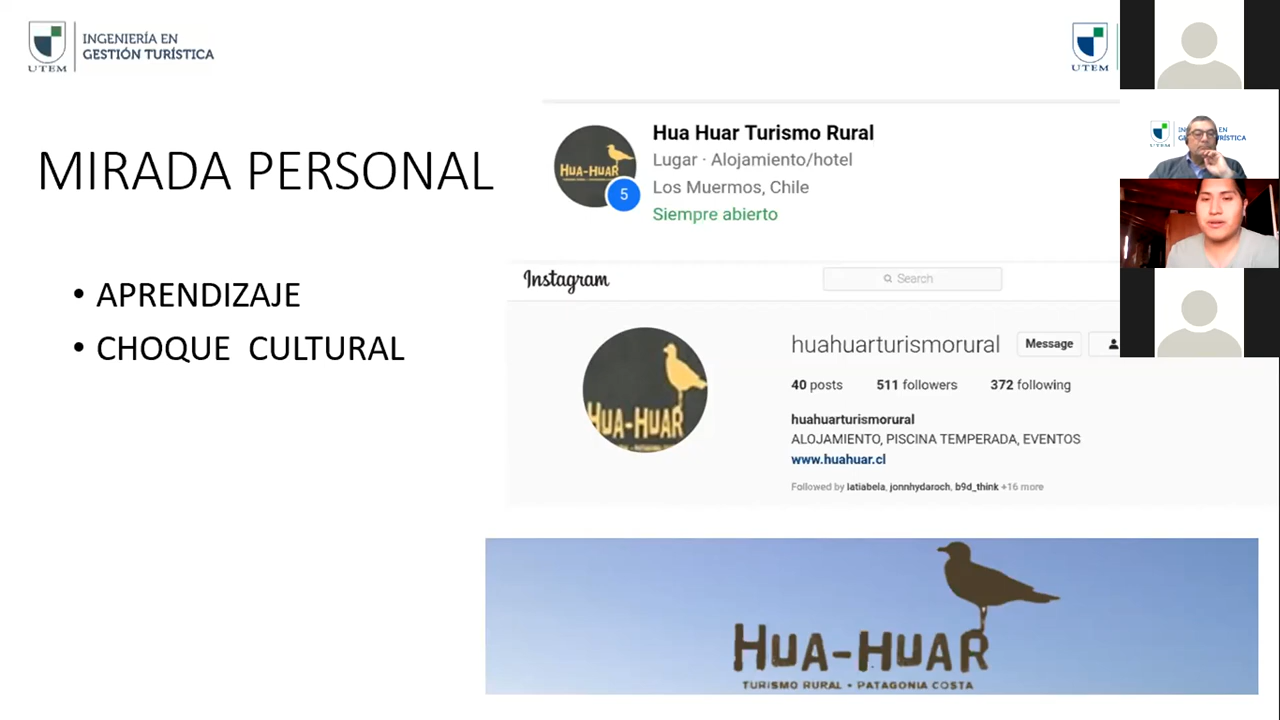 INGENIERÍA EN
GESTIÓN TURÍSTICA
UTEM
UTEM
MIRADA PERSONAL
• APRENDIZAJE
• CHOQUE CULTURAL
HUA-HUAR
5
Hua Huar Turismo Rural
Lugar · Alojamiento/hotel
Los Muermos, Chile
Siempre abierto
Instagram
Search
HUA-HUAR
huahuarturismorural
Message
40 posts 511 followers 372 following
huahuarturismorural
ALOJAMIENTO, PISCINA TEMPERADA, EVENTOS
www.huahuar.cl
Followed by latiabela, jonnhydaroch, b9d_think +16 more
HUA-HUAR
TURISMO RURAL • PATAGONIA COSTA